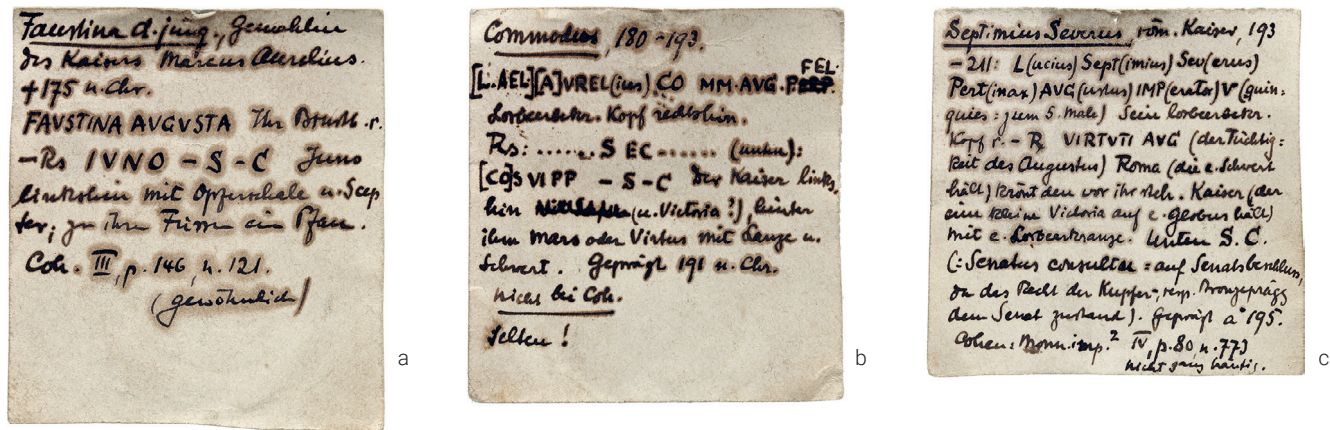 Faustina d. jüng., Gemahlin
des Kaisers Marcus Aurelius.
+ 175 n. Chr.
FAVSTINA AVGVSTA Ihr Brustb. r.
– Rs IVNO – S – C Juno
linkshin mit Opferschale u. Scep
ter; zu ihren Füssen ein Pfau.
Coh. III, p. 146, n. 121.
(gewöhnlich)
a
Commodus, 180-193.
[L.AEL][A]VREL(ius) CO MM·AVG·P FEL·
Lorbeerbekr. Kopf rechtshin.
Rs: ...... S EC ...... (unten):
[CO]S VI PP – S – C Der Kaiser links
hin (u. Victoria?), hinter
ihm Mars oder Virtus mit Lanze u.
Schwert. Geprägt 191 n. Chr.
nicht bei Coh.
Selten!
b
Septimius Severus, röm. Kaiser, 193
– 211: L(ucius) Sept(imius) Sev(erus)
Pert(inax) AVG(ustus) IMP(erator) V (quin-
quies: zum 5. Male) Sein lorbeerbekr.
Kopf r. – R VIRTVTI AVG (der Tüchtig=
keit des Augustus) Roma (die e. Schwert
hält) krönt den vor ihr steh. Kaiser (der
eine kleine Victoria auf e. Globus hält)
mit e. Lorbeerkranze. Unten S.C.
(: Senatus consultu = auf Senatsbeschluss,
da das Recht der Kupfer-, resp. Bronzeprägg
dem Senat zustand). Geprägt a° 195.
Cohen: Monn. imp.² IV, p. 80, n. 773
nicht ganz häufig.
c